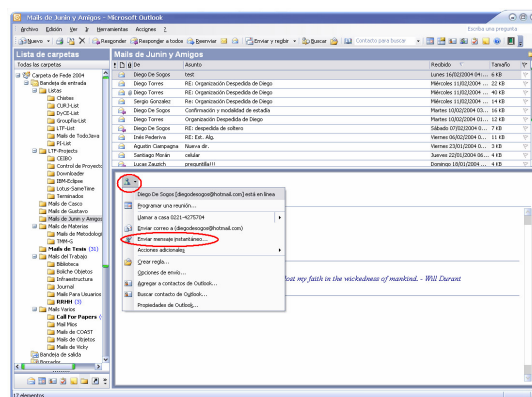 Mails de Junin y Amigos - Microsoft Outlook
Archivo Edición Ver Ir Herramientas Acciones ? Escriba una pregunta
Nuevo Responder Responder a todos Reenviar Enviar y recibir Buscar Contacto para buscar
Lista de carpetas
Todas las carpetas
Carpeta de Fede 2004
Bandeja de entrada
Listas
Chistes
CURJ-List
DyCE-List
Groupflo-List
LTF-List
Mails de TodoJava
PI-List
LTF-Projects
CEIBO
Control de Proyecto
Downloader
IBM-Eclipse
Lotus-SameTime
Terminados
Mails de Casco
Mails de Gustavo
Mails de Junin y Amigos
Mails de Materias
Mails de Metodologi
TMM-G
Mails de Tesis (31)
Mails del Trabajo
Biblioteca
Boliche Objetos
Infraestructura
Journal
Mails Para Usuarios
RRHH (3)
Mails Varios
Call For Papers (
Mail Mios
Mails de COAST
Mails de Objetos
Mails de Vicky
Bandeja de salida
Borrador
17 elementos
Mails de Junin y Amigos
De Asunto Recibido Tamaño
Diego De Sogos test Lunes 16/02/2004 04:... 6 KB
Diego Torres RE: Organización Despedida de Diego Miércoles 11/02/2004 ... 22 KB
Diego Torres RE: Organización Despedida de Diego Miércoles 11/02/2004 ... 40 KB
Sergio Gonzalez Re: Organización Despedida de Diego Miércoles 11/02/2004 ... 14 KB
Diego De Sogos Confirmación y modalidad de estadía Martes 10/02/2004 03... 16 KB
Diego Torres Organización Despedida de Diego Martes 10/02/2004 01... 12 KB
Diego De Sogos RE: despedida de soltero Sábado 07/02/2004 0... 7 KB
Inés Pederiva RE: Est. Alg. Viernes 06/02/2004 0... 11 KB
Agustin Ciampagna Nueva dir. Viernes 23/01/2004 0... 3 KB
Santiago Morán celular Jueves 22/01/2004 06... 4 KB
Lucas Zaurich preguntilla!!! Domingo 18/01/2004 ... 4 KB
Diego De Sogos [diegodesogos@hotmail.com] está en línea
Programar una reunión...
Llamar a casa 0221-4275704
Enviar correo a (diegodesogos@hotmail.com)
Enviar mensaje instantáneo...
Acciones adicionales
Crear regla...
Opciones de envío...
Agregar a contactos de Outlook...
Buscar contacto de Outlook...
Propiedades de Outlook...
lost my faith in the wickedness of mankind. - Will Durant